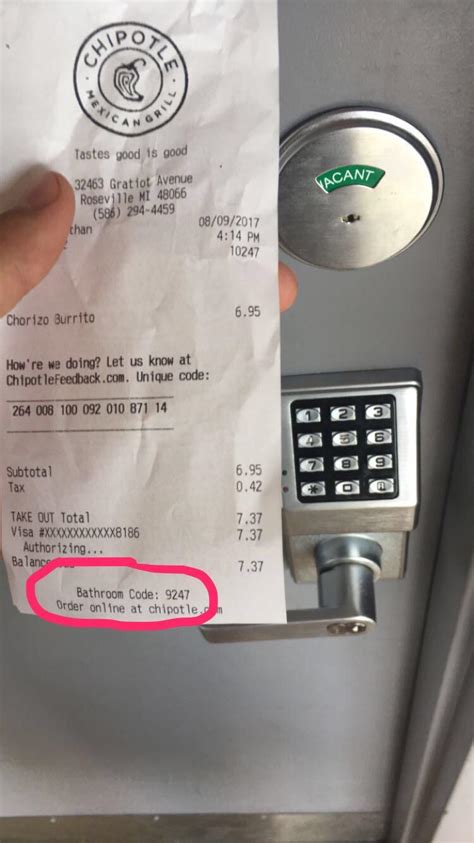 CHIPOTLE
MEXICAN GRILL
Tastes good is good
32463 Gratiot Avenue
Roseville MI 48066
(586) 294-4459
than 08/09/2017
4:14 PM
10247
Chorizo Burrito 6.95
How're we doing? Let us know at
ChipotleFeedback.com. Unique code:
264 008 100 092 010 871 14
Subtotal 6.95
Tax 0.42
TAKE OUT Total 7.37
Visa #XXXXXXXXXXXX8186 7.37
Authorizing...
Balance 7.37
Bathroom Code: 9247
Order online at chipotle.
VACANT
1 2 3
4 5 6
7 8 9
* 0